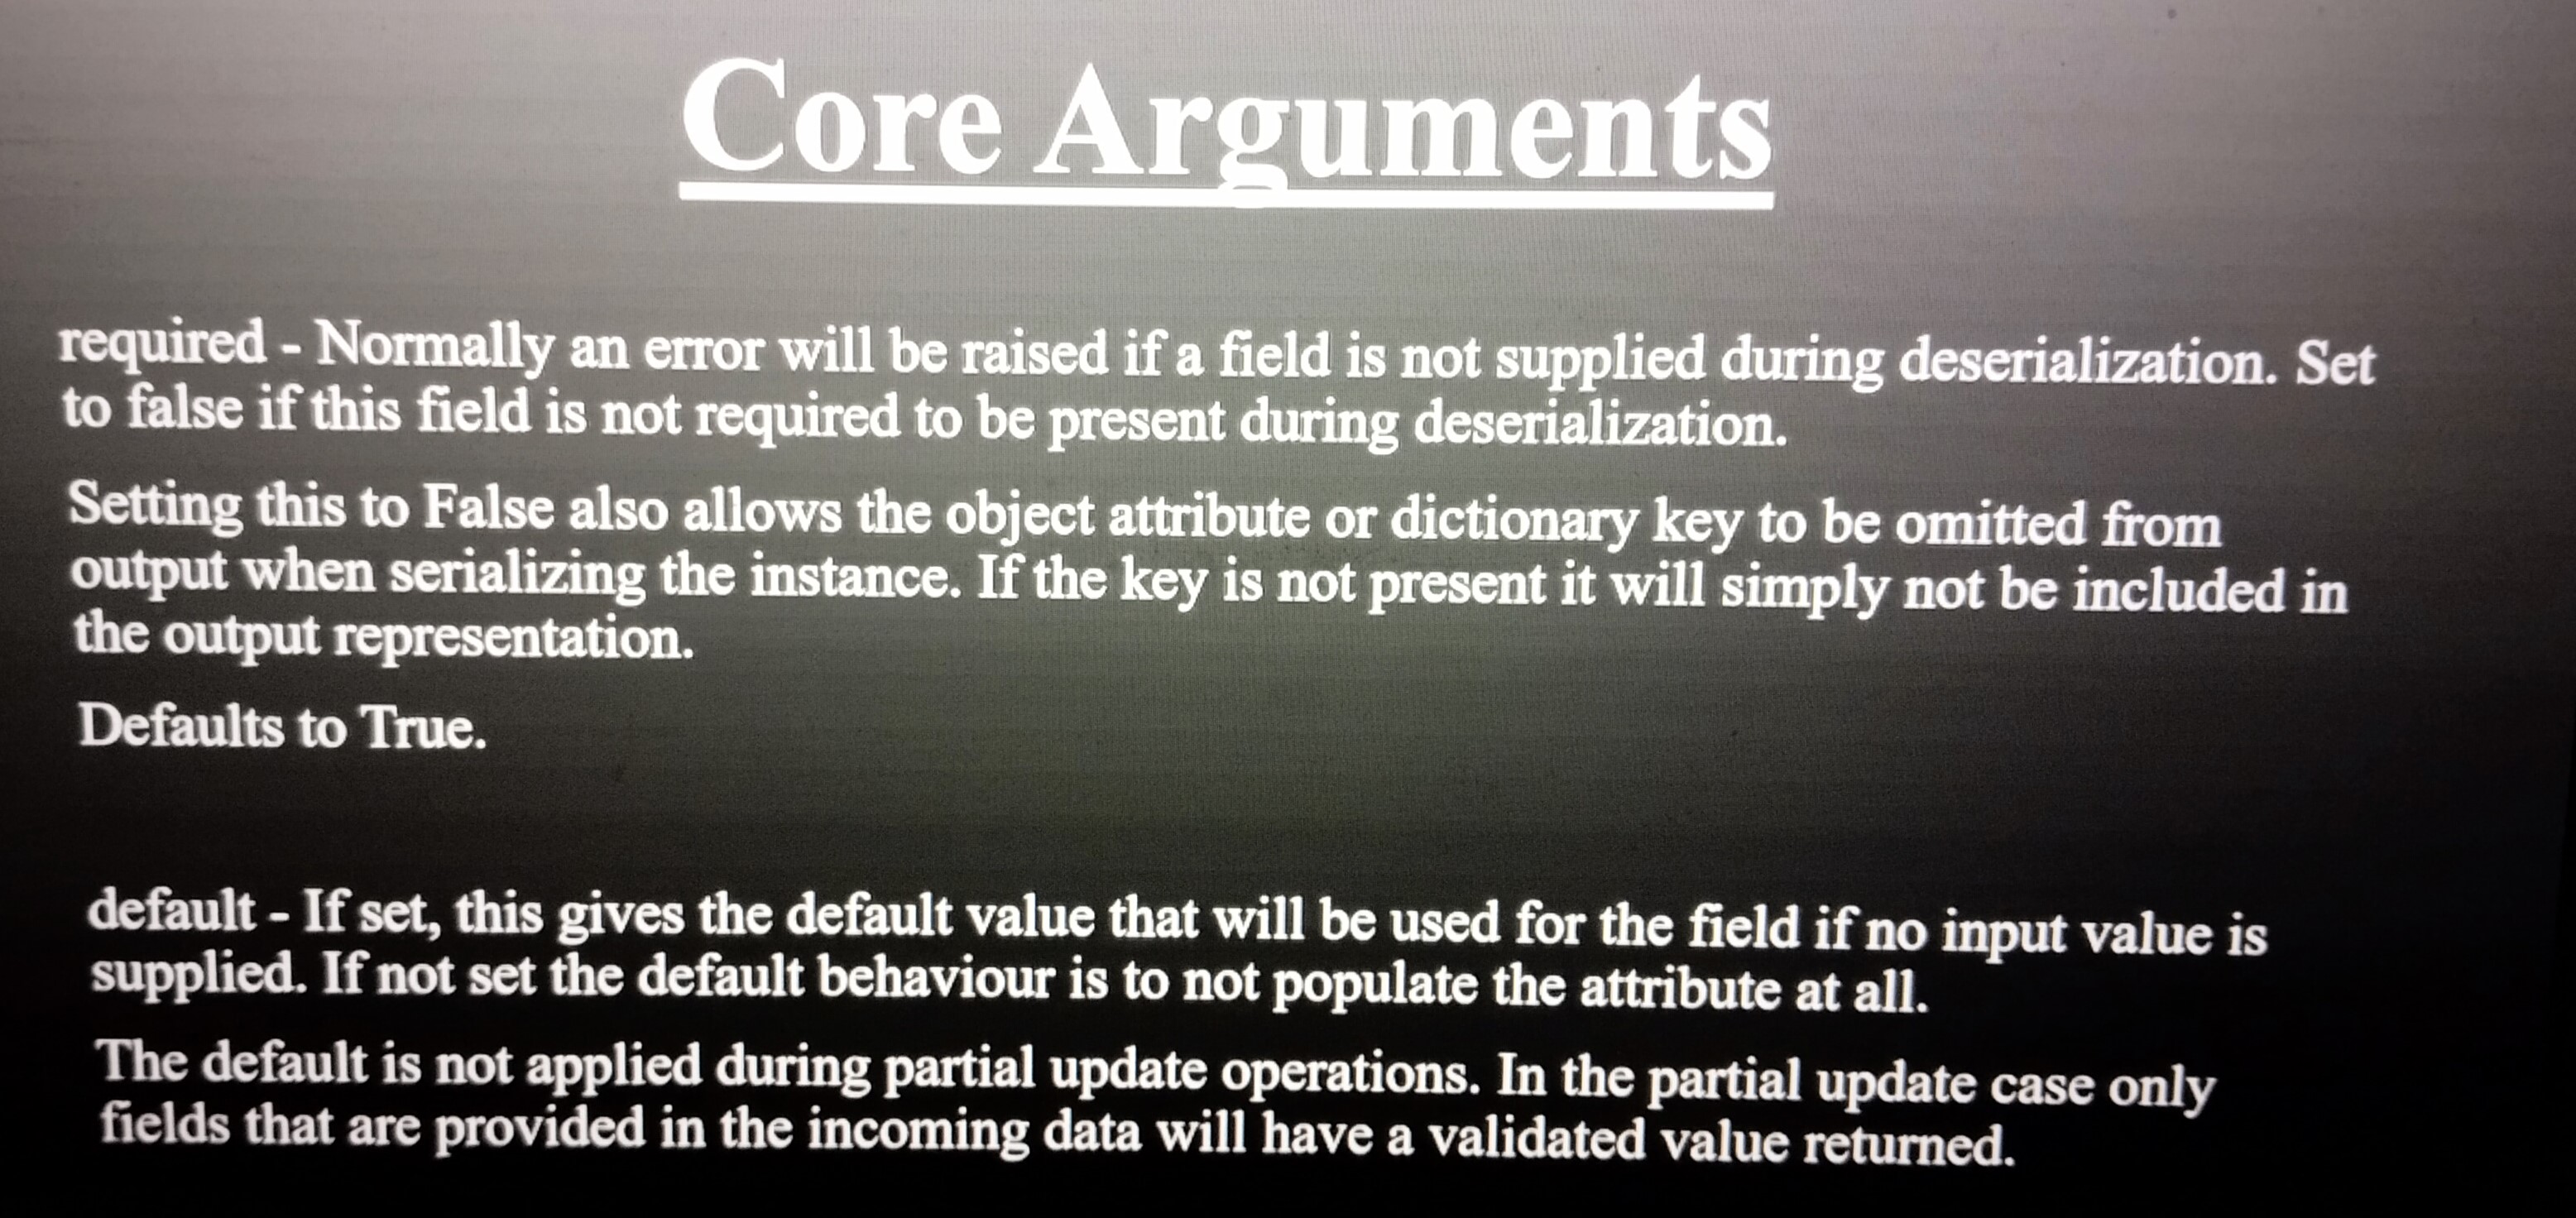 Core Arguments
required - Normally an error will be raised if a field is not supplied during deserialization. Set
to false if this field is not required to be present during deserialization.
Setting this to False also allows the object attribute or dictionary key to be omitted from
output when serializing the instance. If the key is not present it will simply not be included in
the output representation.
Defaults to True.
default - If set, this gives the default value that will be used for the field if no input value is
supplied. If not set the default behaviour is to not populate the attribute at all.
The default is not applied during partial update operations. In the partial update case only
fields that are provided in the incoming data will have a validated value returned.